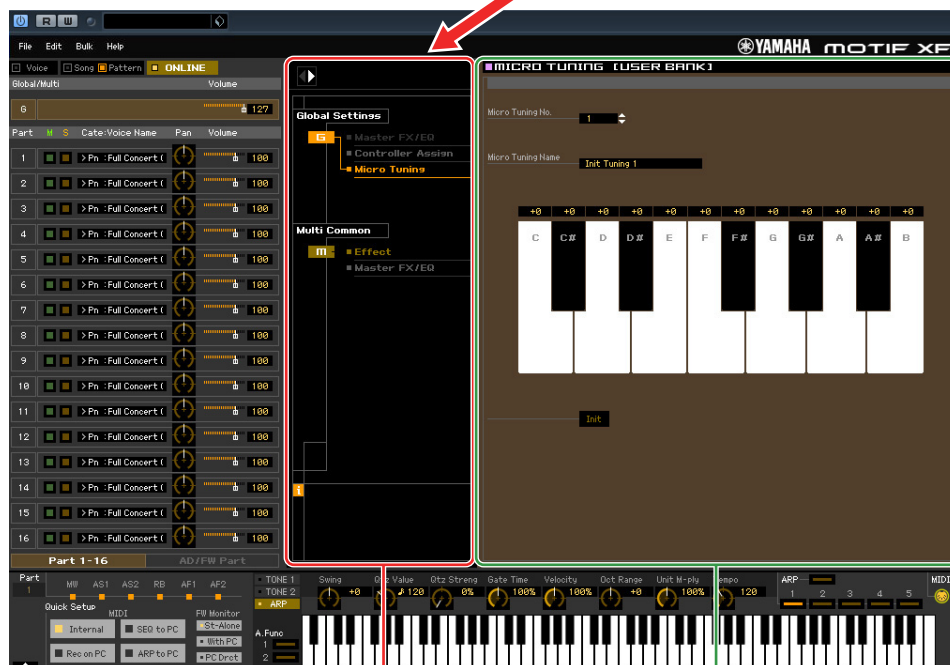 R W
File Edit Bulk Help
YAMAHA MOTIF XF
Voice Song Pattern ONLINE
Global/Multi Volume
G 127
Part M S Cate:Voice Name Pan Volume
1 >Pn :Full Concert ( 100
2 >Pn :Full Concert ( 100
3 >Pn :Full Concert ( 100
4 >Pn :Full Concert ( 100
5 >Pn :Full Concert ( 100
6 >Pn :Full Concert ( 100
7 >Pn :Full Concert ( 100
8 >Pn :Full Concert ( 100
9 >Pn :Full Concert ( 100
10 >Pn :Full Concert ( 100
11 >Pn :Full Concert ( 100
12 >Pn :Full Concert ( 100
13 >Pn :Full Concert ( 100
14 >Pn :Full Concert ( 100
15 >Pn :Full Concert ( 100
16 >Pn :Full Concert ( 100
Part 1-16 AD/FW Part
Global Settings
G Master FX/EQ
Controller Assign
Micro Tuning
Multi Common
m Effect
Master FX/EQ
i
MICRO TUNING [USER BANK]
Micro Tuning No. 1
Micro Tuning Name Init Tuning 1
+0 +0 +0 +0 +0 +0 +0 +0 +0 +0 +0 +0
C C# D D# E F F# G G# A A# B
Init
Part
1
MW AS1 AS2 RB AF1 AF2
Quick Setup MIDI FW Monitor
Internal SEQ to PC St-Alone
With PC
Rec on PC ARP to PC PC Drct
TONE 1
TONE 2
ARP
A.Func
1
2
Swing Value Qtz Streng Gate Time Velocity Oct Range Unit M-ply
+0 120 0% 100% 100% +0 100% 120
ARP
1 2 3 4 5
MIDI